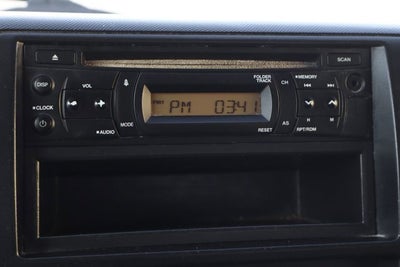 SCAN
DISP VOL FOLDER TRACK CH •MEMORY
•CLOCK PM 03:41
•AUDIO MODE RESET AS H M
RPT/RDM